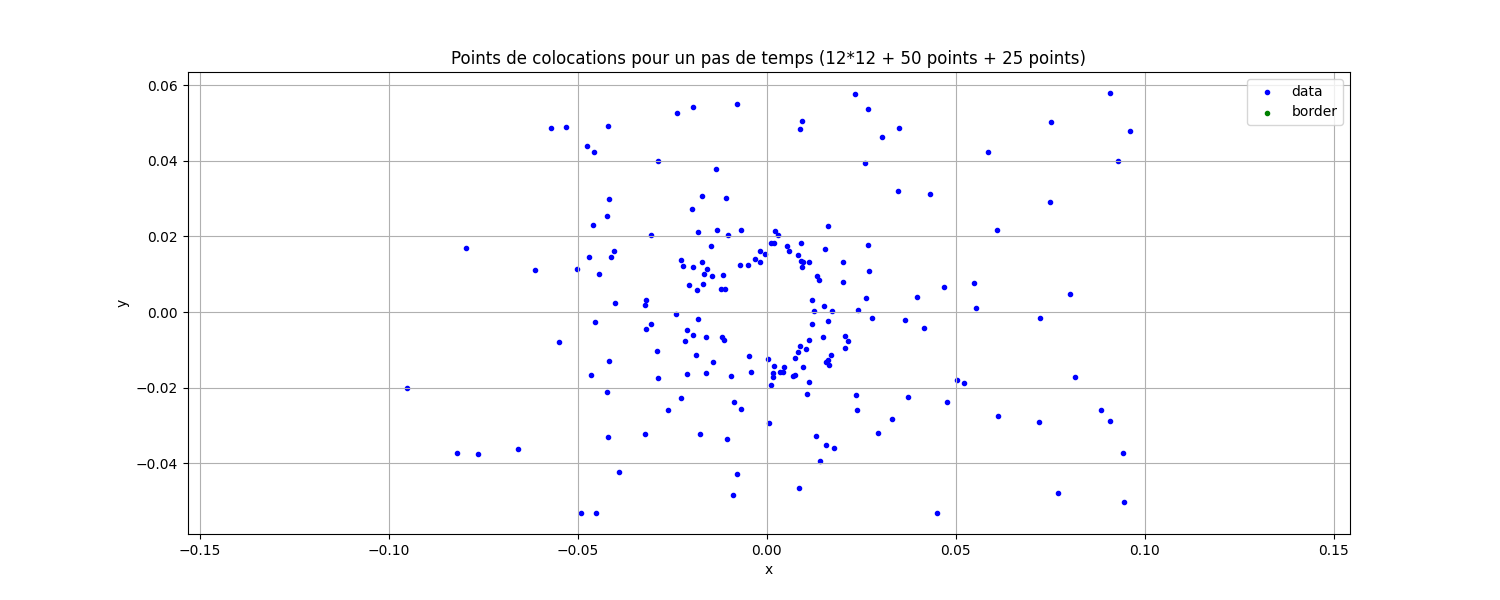 Points de colocations pour un pas de temps (12*12 + 50 points + 25 points)
data
border
0.06
0.04
0.02
0.00
−0.02
−0.04
y
−0.15
−0.10
−0.05
0.00
0.05
0.10
0.15
x